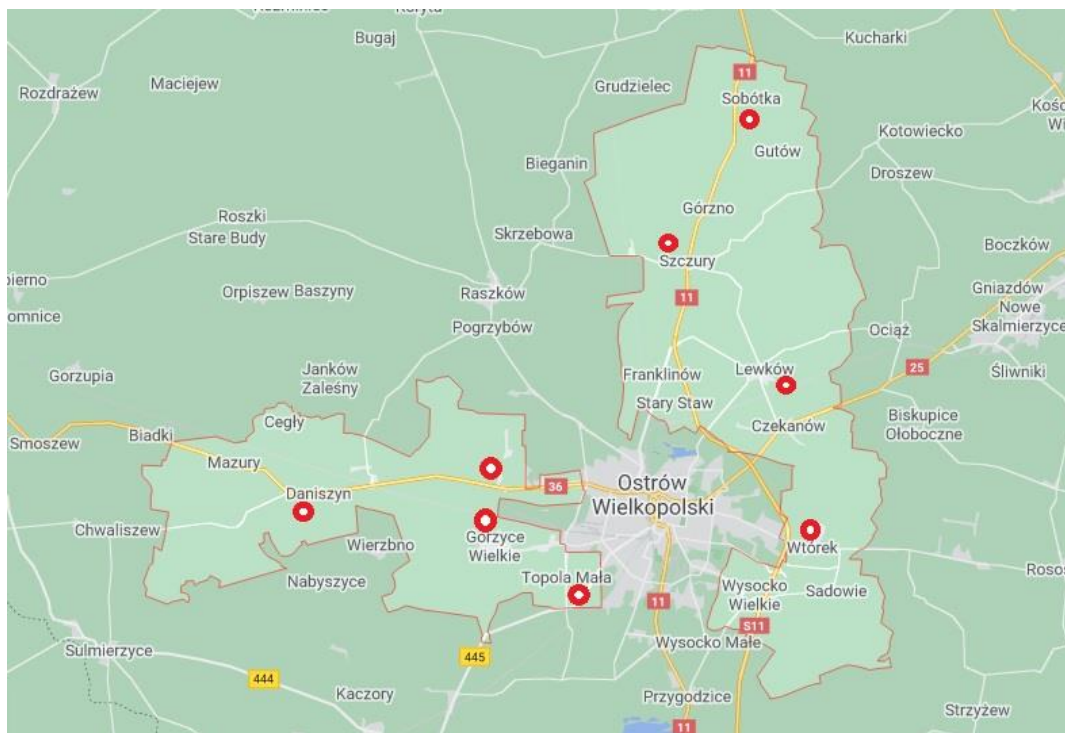 Koryta
Bugaj
Kucharki
11
Rozdrażew
Maciejew
Grudzielec
Sobótka
Kotowiecko
Gutów
Bieganin
Droszew
Roszki
Stare Budy
Górzno
Skrzebowa
Szczury
Boczków
Orpiszew
Baszyny
Raszków
11
Gniazdów
Nowe
Skalmierzyce
omnice
Pogrzybów
Ociąż
Janków
Zaleśny
Gorzupia
Franklinów
Lewków
25
Śliwniki
Stary Staw
Cegły
Biskupice
Ołoboczne
Smoszew
Biadki
Czekanów
Mazury
36
Ostrów
Wielkopolski
Daniszyn
Chwaliszew
Wierzbno
Gorzyce
Wielkie
Wtórek
Nabyszyce
Topola Mała
Wysocko
Wielkie
Sadowie
11
S11
Sulmierzyce
445
Wysocko Małe
444
Kaczory
Przygodzice
Strzyżew
11